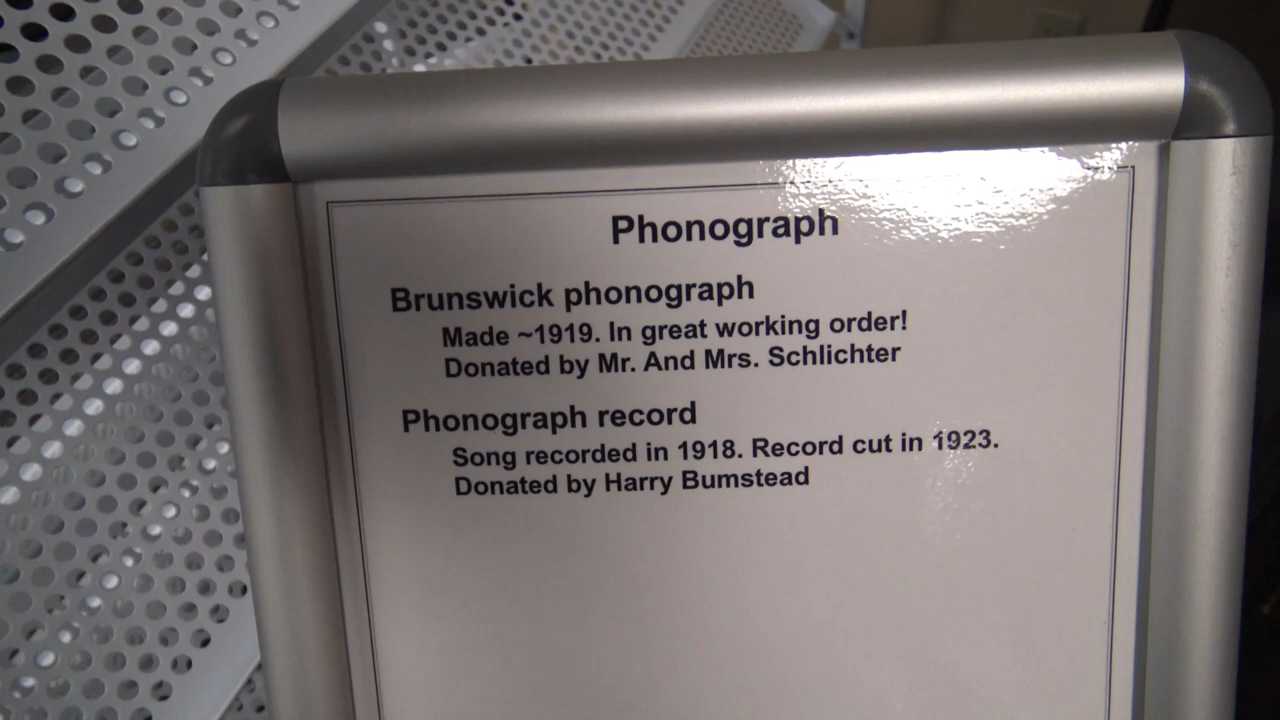 Phonograph
Brunswick phonograph
Made ~1919. In great working order!
Donated by Mr. And Mrs. Schlichter
Phonograph record
Song recorded in 1918. Record cut in 1923.
Donated by Harry Bumstead